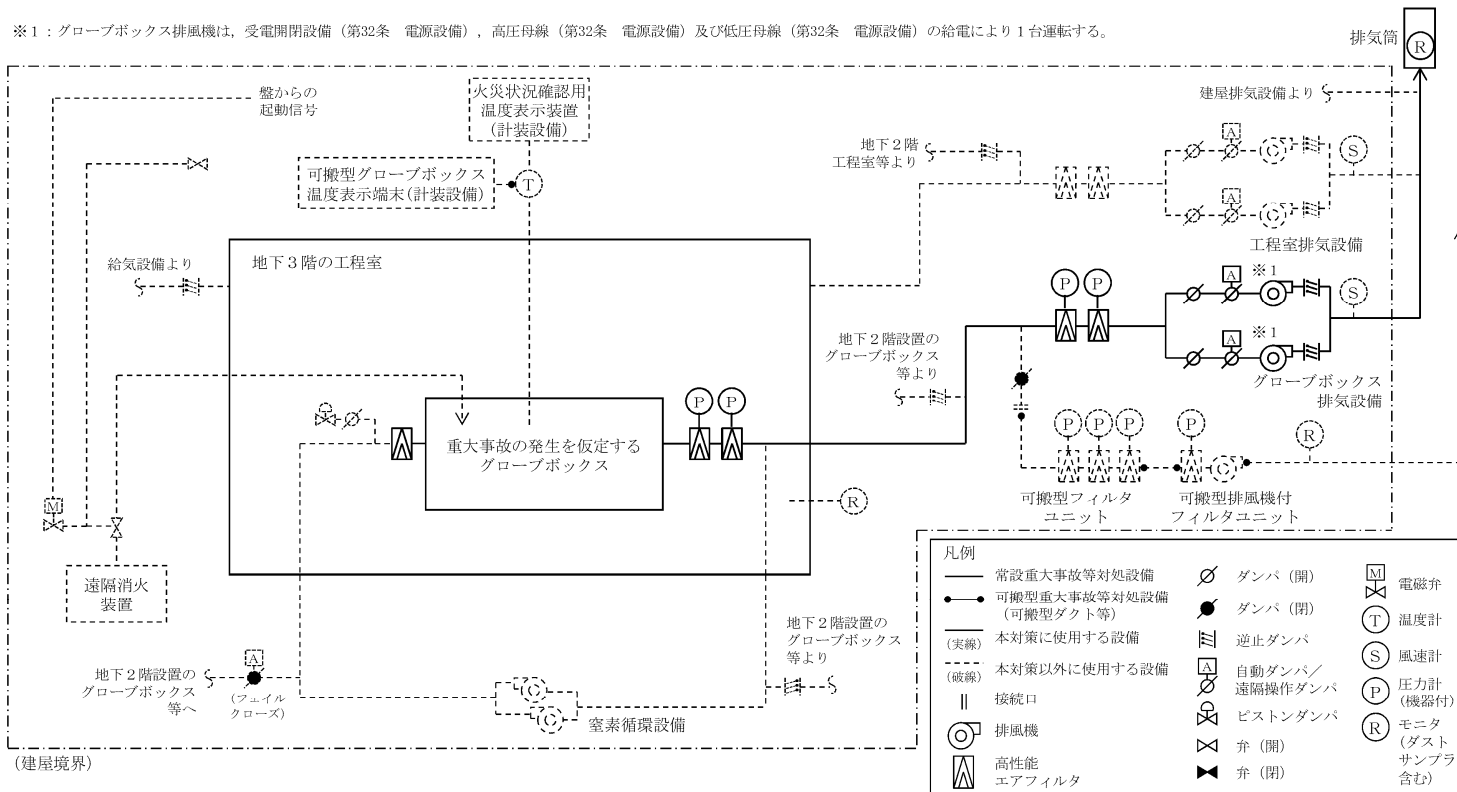 ※１：グローブボックス排風機は，受電開閉設備（第32条　電源設備），高圧母線（第32条　電源設備）及び低圧母線（第32条　電源設備）の給電により１台運転する。
排気筒
R
盤からの
起動信号
火災状況確認用
温度表示装置
(計装設備)
建屋排気設備より
地下２階
工程室等より
A
S
可搬型グローブボックス
温度表示端末(計装設備)
T
A
工程室排気設備
地下３階の工程室
給気設備より
P
P
A
※１
S
地下２階設置の
グローブボックス
等より
A
※１
グローブボックス
排気設備
P
P
重大事故の発生を仮定する
グローブボックス
P
P
P
P
R
可搬型フィルタ
ユニット
可搬型排風機付
フィルタユニット
R
M
遠隔消火
装置
地下２階設置の
グローブボックス
等より
地下２階設置の
グローブボックス
等へ
A
(フェイル
クローズ)
窒素循環設備
(建屋境界)
凡例
常設重大事故等対処設備
可搬型重大事故等対処設備
（可搬型ダクト等）
(実線)
本対策に使用する設備
(破線)
本対策以外に使用する設備
接続口
排風機
高性能
エアフィルタ
ダンパ（開）
ダンパ（閉）
逆止ダンパ
A
自動ダンパ／
遠隔操作ダンパ
ピストンダンパ
弁（開）
弁（閉）
M
電磁弁
T
温度計
S
風速計
P
圧力計
(機器付)
R
モニタ
(ダスト
サンプラ
含む)